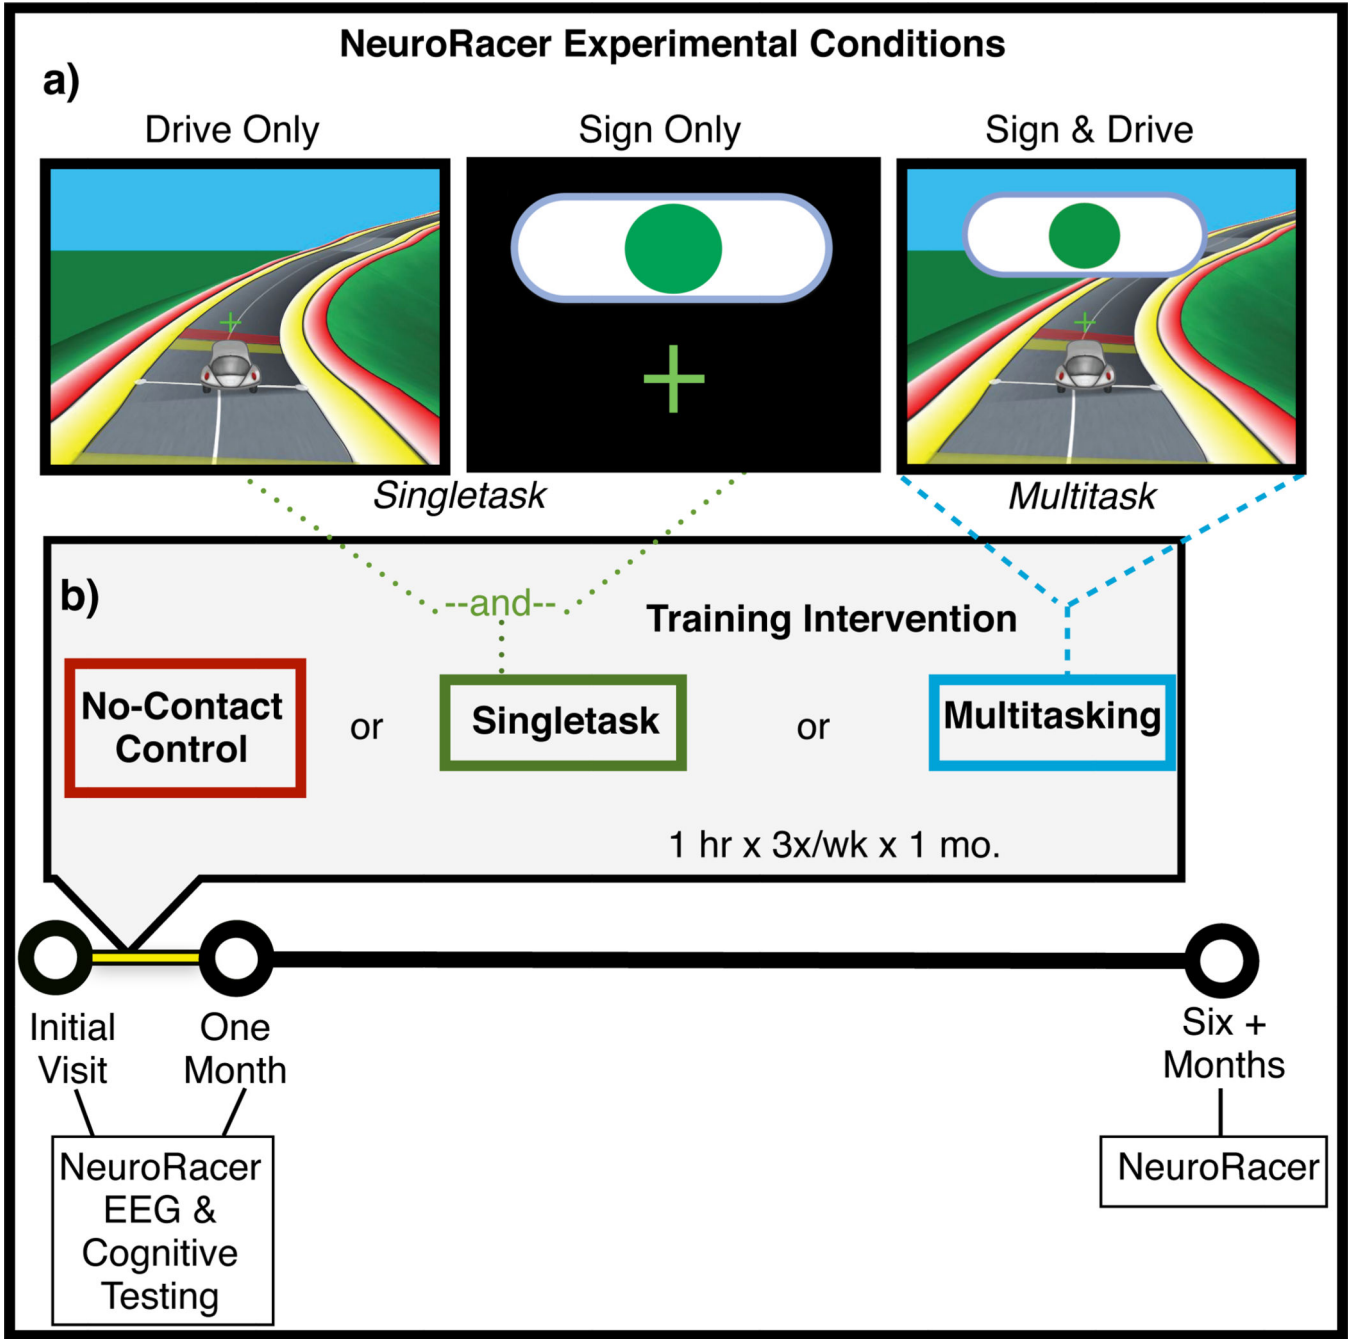 NeuroRacer Experimental Conditions
a)
Drive Only
Sign Only
Sign & Drive
Singletask
Multitask
b)
--and--
Training Intervention
No-Contact
Control
or
Singletask
or
Multitasking
1 hr x 3x/wk x 1 mo.
Initial
Visit
One
Month
Six +
Months
NeuroRacer
EEG &
Cognitive
Testing
NeuroRacer